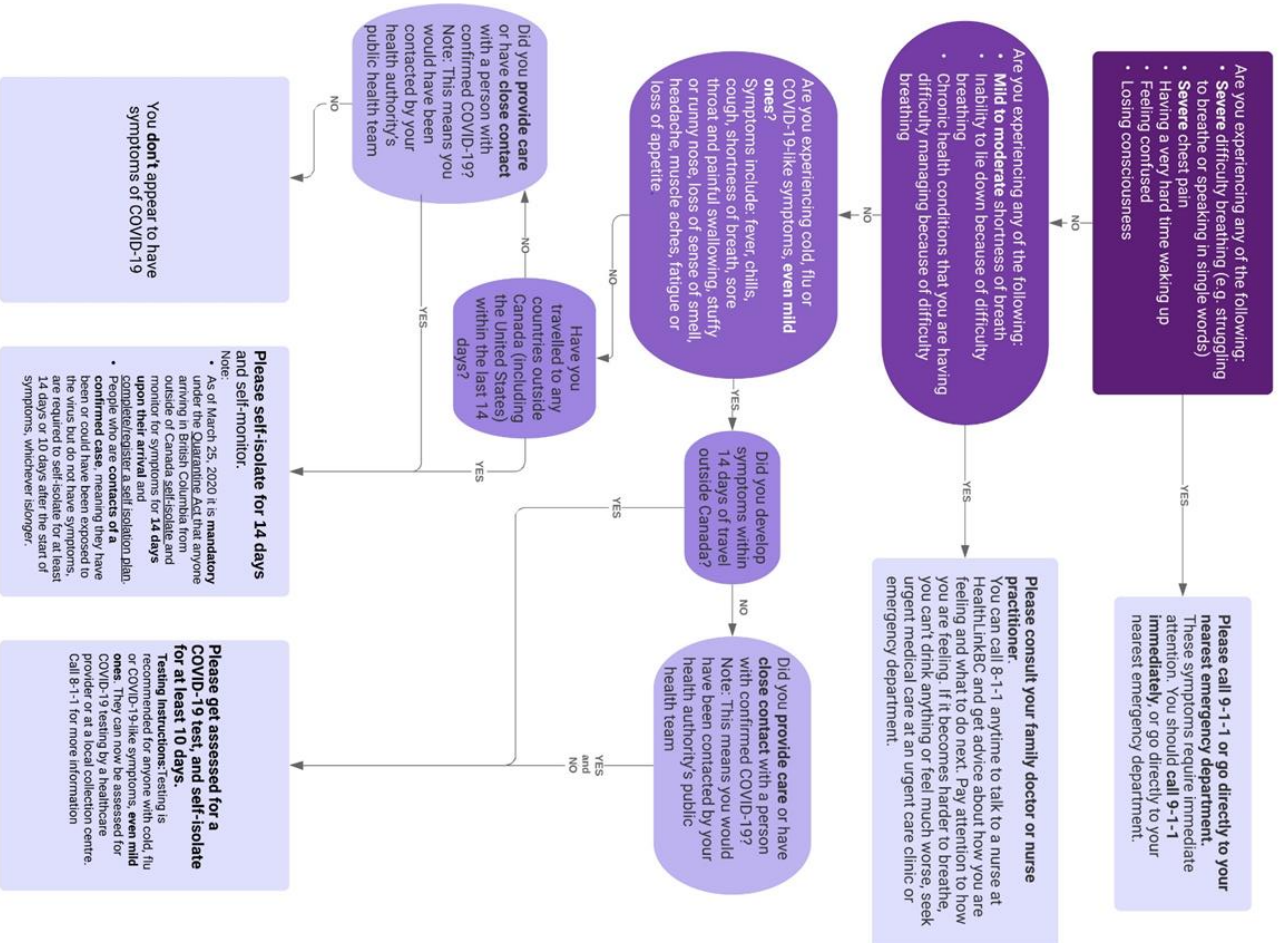 Are you experiencing any of the following:
• Severe difficulty breathing (e.g. struggling
to breathe or speaking in single words)
• Severe chest pain
• Having a very hard time waking up
• Feeling confused
• Losing consciousness
YES
Please call 9-1-1 or go directly to your
nearest emergency department.
These symptoms require immediate
attention. You should call 9-1-1
immediately, or go directly to your
nearest emergency department.
NO
Are you experiencing any of the following:
• Mild to moderate shortness of breath
• Inability to lie down because of difficulty
breathing
• Chronic health conditions that you are having
difficulty managing because of difficulty
breathing
YES
Please consult your family doctor or nurse
practitioner.
You can call 8-1-1 anytime to talk to a nurse at
HealthLinkBC and get advice about how you are
feeling and what to do next. Pay attention to how
you are feeling. If it becomes harder to breathe,
you can't drink anything or feel much worse, seek
urgent medical care at an urgent care clinic or
emergency department.
NO
Are you experiencing cold, flu or
COVID-19-like symptoms, even mild
ones?
Symptoms include: fever, chills,
cough, shortness of breath, sore
throat and painful swallowing, stuffy
or runny nose, loss of sense of smell,
headache, muscle aches, fatigue or
loss of appetite.
YES
Did you develop
symptoms within
14 days of travel
outside Canada?
NO
Did you provide care or have
close contact with a person
with confirmed COVID-19?
Note: This means you would
have been contacted by your
health authority's public
health team
NO
Have you
travelled to any
countries outside
Canada (including
the United States)
within the last 14
days?
YES
NO
YES
YES
and
NO
Did you provide care
or have close contact
with a person with
confirmed COVID-19?
Note: This means you
would have been
contacted by your
health authority's
public health team
YES
NO
You don't appear to have
symptoms of COVID-19
Please self-isolate for 14 days
and self-monitor.
Note:
• As of March 25, 2020 it is mandatory
under the Quarantine Act that anyone
arriving in British Columbia from
outside of Canada self-isolate and
monitor for symptoms for 14 days
upon their arrival and
complete/register a self isolation plan.
• People who are contacts of a
confirmed case, meaning they have
been or could have been exposed to
the virus but do not have symptoms,
are required to self-isolate for at least
14 days or 10 days after the start of
symptoms, whichever islonger.
Please get assessed for a
COVID-19 test, and self-isolate
for at least 10 days.
Testing Instructions:Testing is
recommended for anyone with cold, flu
or COVID-19-like symptoms, even mild
ones. They can now be assessed for
COVID-19 testing by a healthcare
provider or at a local collection centre.
Call 8-1-1 for more information